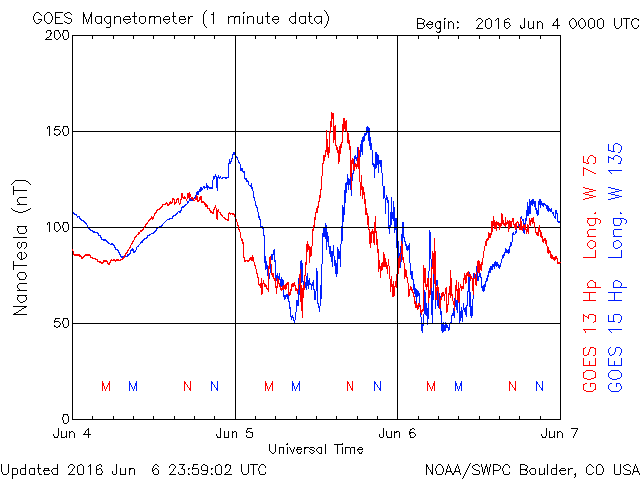 GOES Magnetometer (1 minute data)
Begin: 2016 Jun 4 0000 UTC
200
150
100
50
0
NanoTesla (nT)
M M N N M M N N M M N N
Jun 4 Jun 5 Jun 6 Jun 7
Universal Time
GOES 13 Hp Long. W 75
GOES 15 Hp Long. W 135
Updated 2016 Jun 6 23:59:02 UTC
NOAA/SWPC Boulder, CO USA